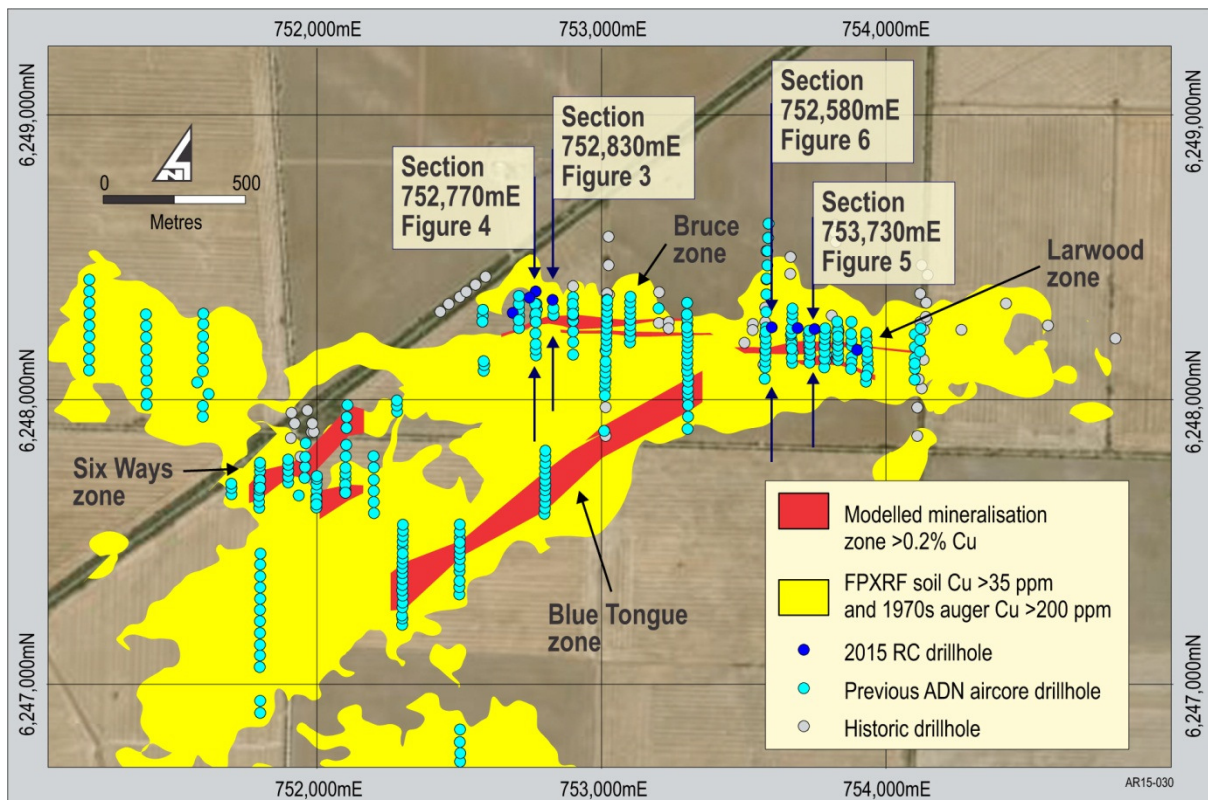 752,000mE
753,000mE
754,000mE
6,249,000mN
6,248,000mN
6,247,000mN
6,249,000mN
6,248,000mN
6,247,000mN
N
0
500
Metres
Section
752,770mE
Figure 4
Section
752,830mE
Figure 3
Section
752,580mE
Figure 6
Section
753,730mE
Figure 5
Bruce
zone
Larwood
zone
Six Ways
zone
Blue Tongue
zone
Modelled mineralisation
zone >0.2% Cu
FPXRF soil Cu >35 ppm
and 1970s auger Cu >200 ppm
2015 RC drillhole
Previous ADN aircore drillhole
Historic drillhole
752,000mE
753,000mE
754,000mE
AR15-030